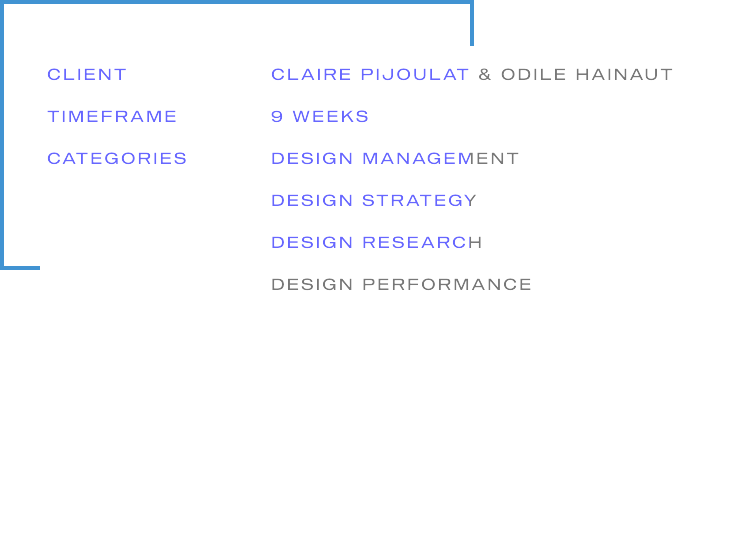 CLIENT CLAIRE PIJOULAT & ODILE HAINAUT
TIMEFRAME 9 WEEKS
CATEGORIES DESIGN MANAGEMENT
DESIGN STRATEGY
DESIGN RESEARCH
DESIGN PERFORMANCE